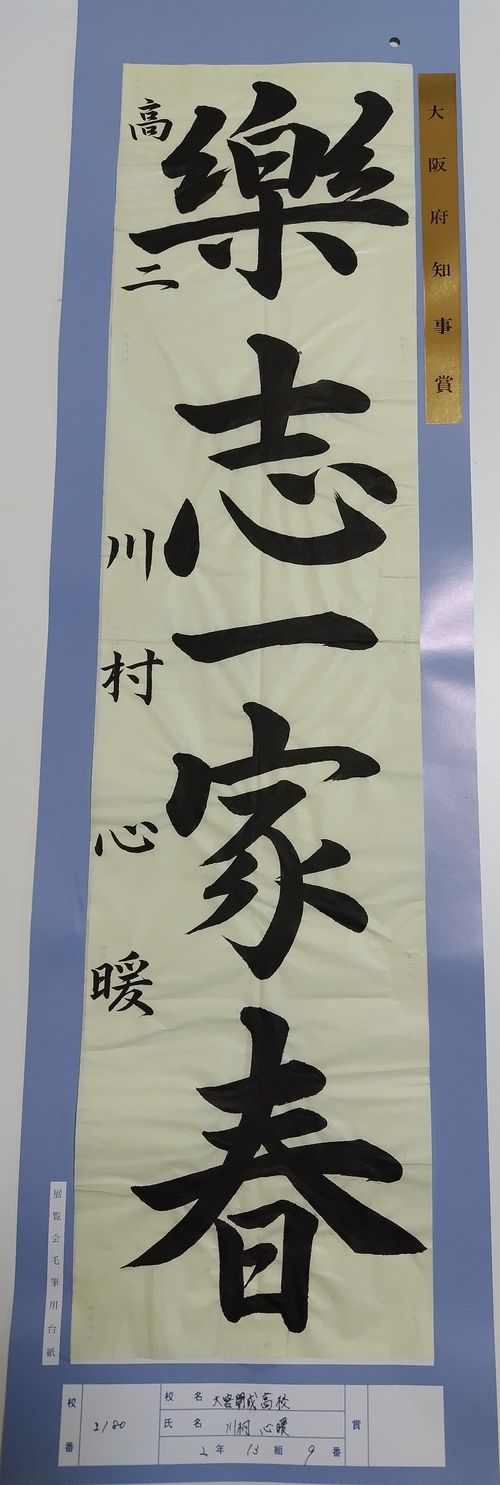 大阪府知事賞
樂志一家春
高二 川村心暖
展覧会毛筆用台紙
校番 2180
校名 大宮開成高校
氏名 川村 心暖
2年 13組 9番
賞